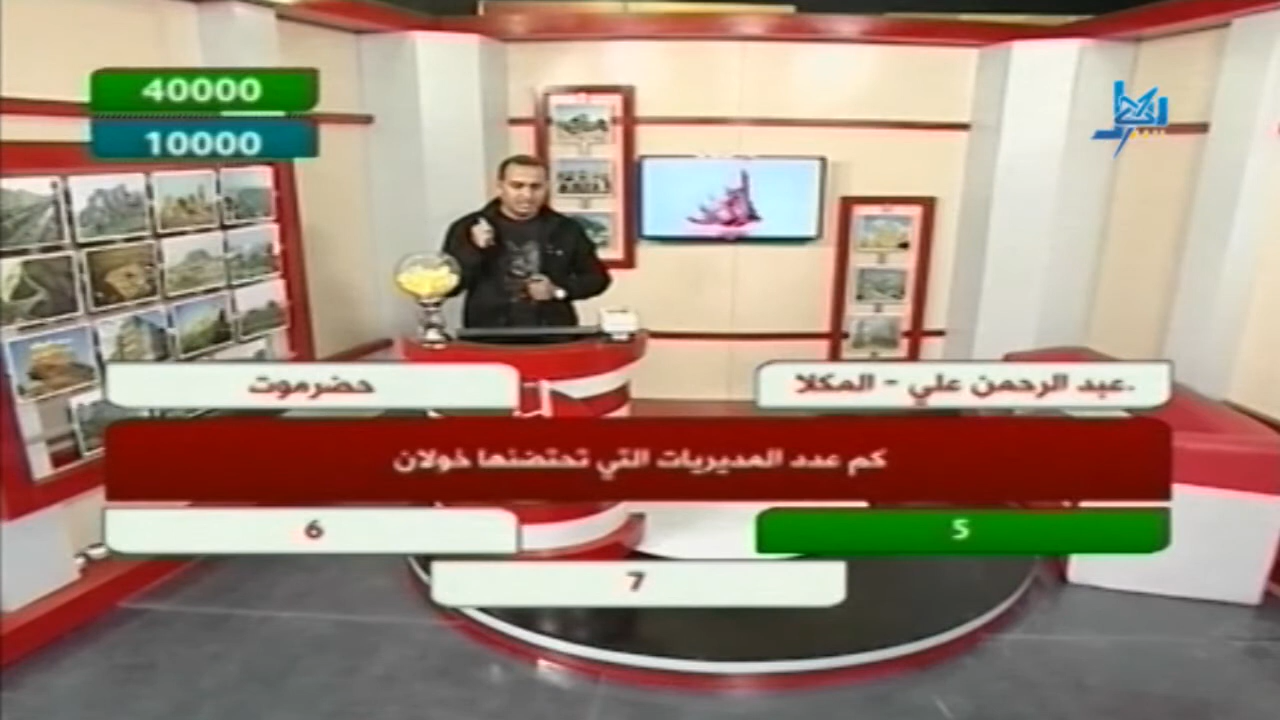 40000
10000
.عبد الرحمن علي - المكلا
حضرموت
كم عدد المديريات التي تحتضنها خولان
5
6
7